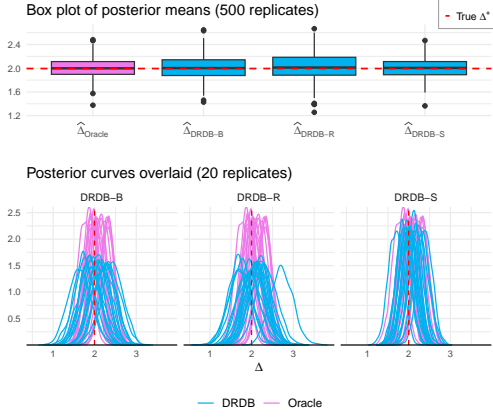 Box plot of posterior means (500 replicates)
True Δ*
2.4
2.0
1.6
1.2
Δ̂Oracle Δ̂DRDB−B Δ̂DRDB−R Δ̂DRDB−S
Posterior curves overlaid (20 replicates)
DRDB−B DRDB−R DRDB−S
2.5
2.0
1.5
1.0
0.5
1 2 3 1 2 3 1 2 3
Δ
DRDB Oracle